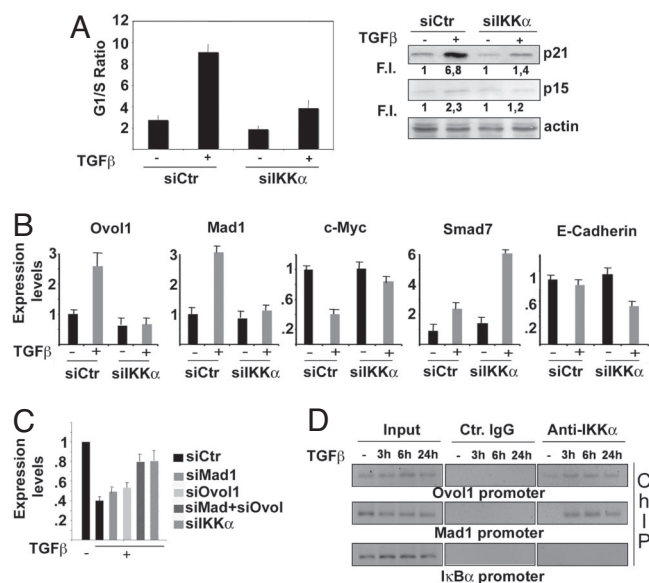 A
G1/S Ratio
12
10
8
6
4
2
TGFβ
-
+
-
+
siCtr
siIKKα
siCtr
siIKKα
TGFβ
-
+
-
+
p21
F.I.
1
6,8
1
1,4
p15
F.I.
1
2,3
1
1,2
actin
B
Expression
levels
Ovol1
3
2
1
Mad1
3
2
1
c-Myc
1
.6
.2
Smad7
6
4
2
E-Cadherin
1
.6
.2
TGFβ
-
+
-
+
-
+
-
+
-
+
-
+
-
+
-
+
-
+
-
+
siCtr
siIKKα
siCtr
siIKKα
siCtr
siIKKα
siCtr
siIKKα
siCtr
siIKKα
C
Expression
levels
1
.8
.6
.4
.2
TGFβ
-
+
siCtr
siMad1
siOvol1
siMad+siOvol
siIKKα
D
Input
Ctr. IgG
Anti-IKKα
TGFβ
- 3h 6h 24h
- 3h 6h 24h
- 3h 6h 24h
Ovol1 promoter
Mad1 promoter
IκBα promoter
ChIP